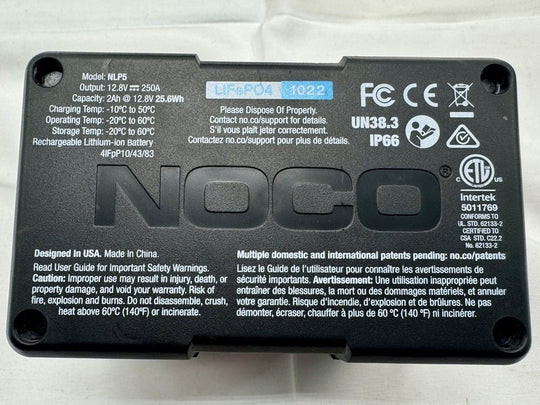 Model: NLP5
Output: 12.8V ⎓ 250A
Capacity: 2Ah @ 12.8V 25.6Wh
Charging Temp: -10°C to 50°C
Operating Temp: -20°C to 60°C
Storage Temp: -20°C to 60°C
Rechargeable Lithium-ion Battery
4IFpP10/43/83
LiFePO4 1022
Please Dispose Of Properly.
Contact no.co/support for details.
S'il vous plaît jeter correctement.
Contactez no.co/support pour plus de détails.
FC CE
UN38.3
IP66
NOCO®
ETL
C US
Intertek
5011769
CONFORMS TO
UL. STD. 62133-2
CERTIFIED TO
CSA STD. C22.2
No. 62133-2
Designed In USA. Made In China.
Read User Guide for Important Safety Warnings.
Caution: Improper use may result in injury, death, or
property damage, and void your warranty. Risk of
fire, explosion and burns. Do not disassemble, crush,
heat above 60°C (140°F) or incinerate.
Multiple domestic and international patents pending: no.co/patents
Lisez le Guide de l'utilisateur pour connaître les avertissements de
sécurité importants. Avertissement: Une utilisation inappropriée peut
entraîner des blessures, la mort ou des dommages matériels, et annuler
votre garantie. Risque d'incendie, d'explosion et de brûlures. Ne pas
démonter, écraser, chauffer à plus de 60 °C (140 °F) ni incinérer.